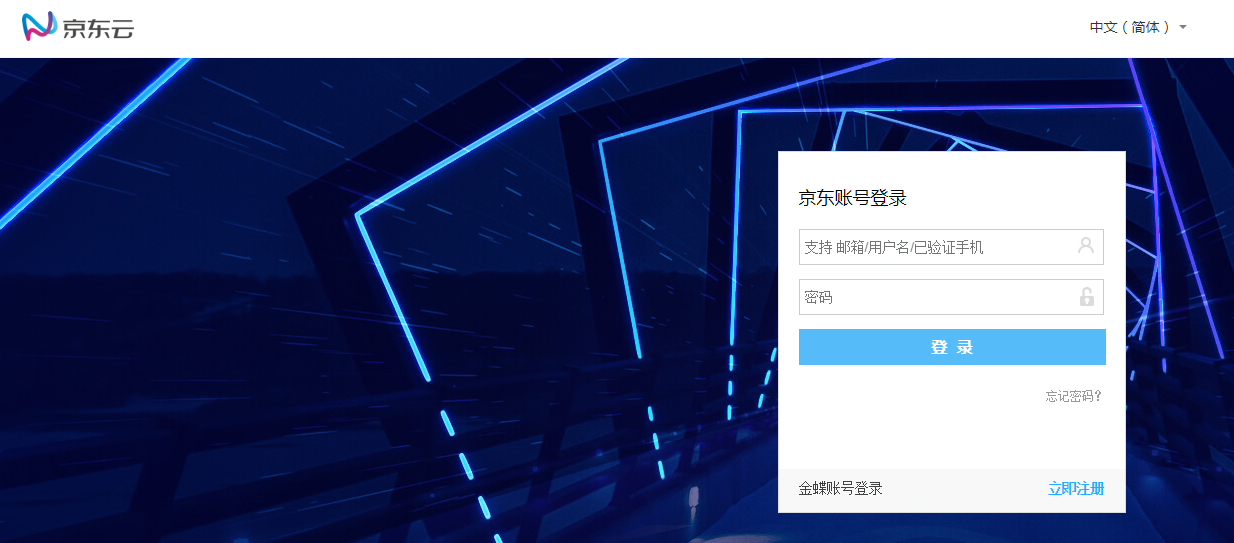 京东云
中文(简体)
京东账号登录
支持 邮箱/用户名/已验证手机
密码
登 录
忘记密码?
金蝶账号登录
立即注册